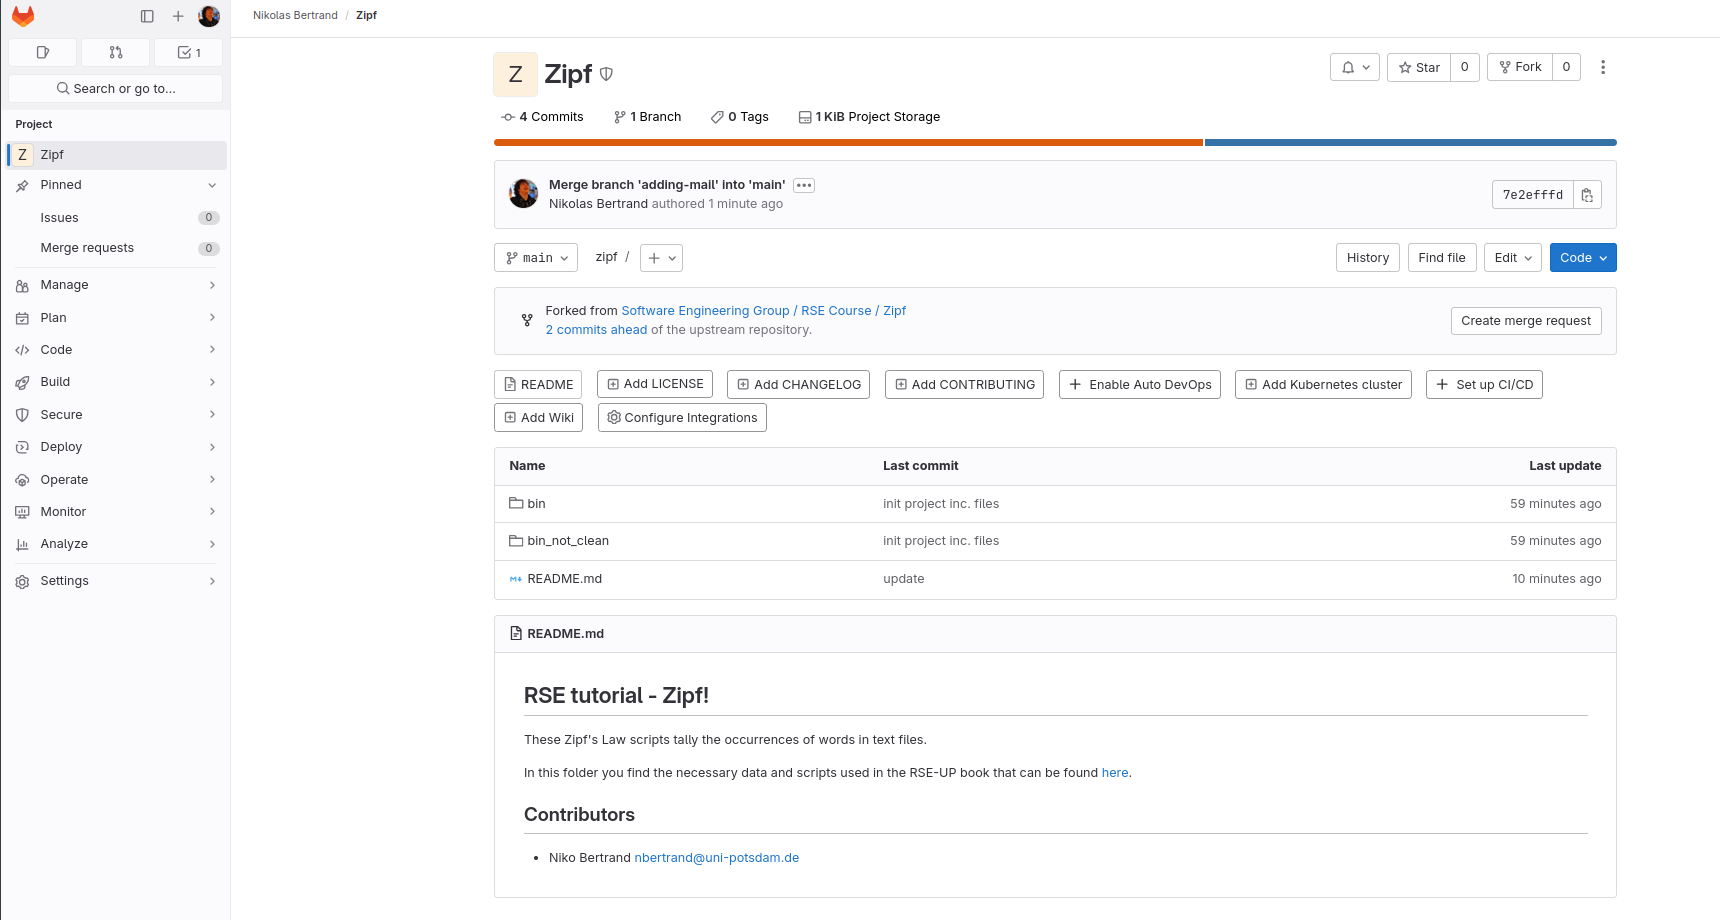 Nikolas Bertrand / Zipf
1
Search or go to...
Project
Z Zipf
Pinned
Issues 0
Merge requests 0
Manage
Plan
Code
Build
Secure
Deploy
Operate
Monitor
Analyze
Settings
Z Zipf
Star 0 Fork 0
4 Commits 1 Branch 0 Tags 1 KiB Project Storage
Merge branch 'adding-mail' into 'main'
Nikolas Bertrand authored 1 minute ago
7e2efffd
main zipf / History Find file Edit Code
Forked from Software Engineering Group / RSE Course / Zipf
2 commits ahead of the upstream repository.
Create merge request
README Add LICENSE Add CHANGELOG Add CONTRIBUTING Enable Auto DevOps Add Kubernetes cluster Set up CI/CD
Add Wiki Configure Integrations
Name Last commit Last update
bin init project inc. files 59 minutes ago
bin_not_clean init project inc. files 59 minutes ago
README.md update 10 minutes ago
README.md
RSE tutorial - Zipf!
These Zipf's Law scripts tally the occurrences of words in text files.
In this folder you find the necessary data and scripts used in the RSE-UP book that can be found here.
Contributors
• Niko Bertrand nbertrand@uni-potsdam.de